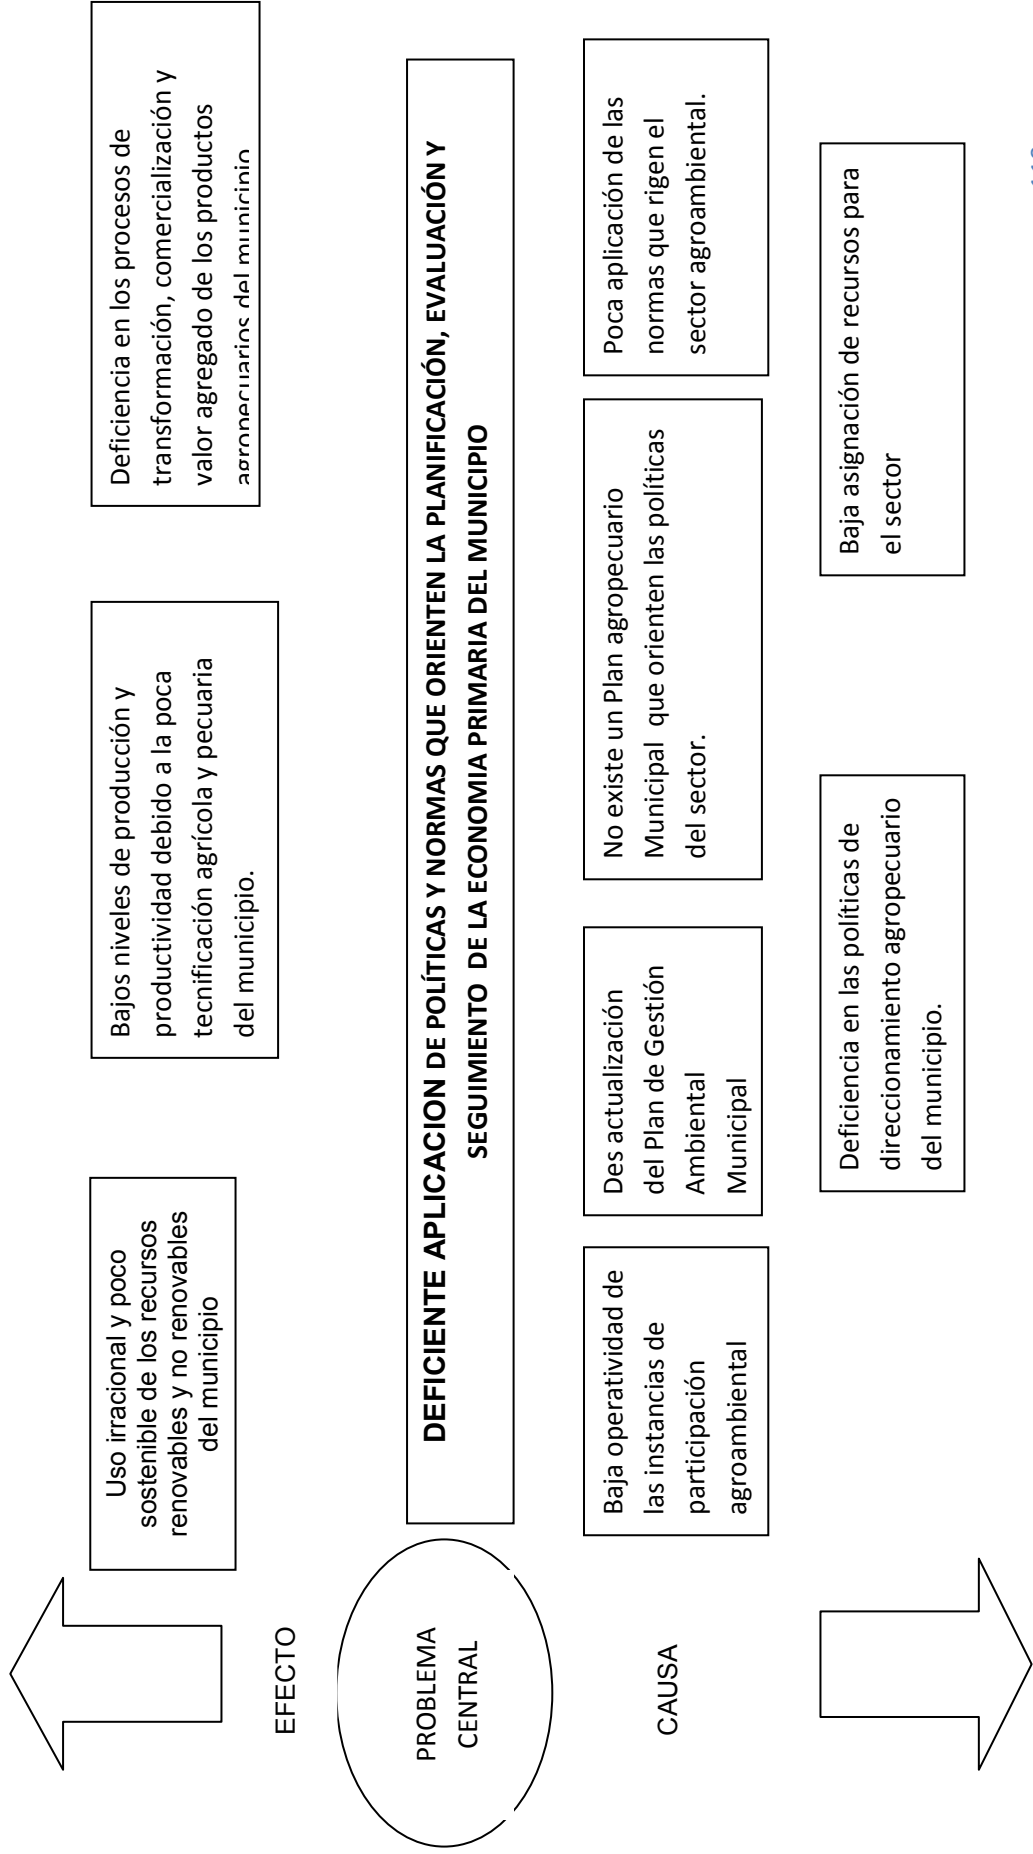 EFECTO
Uso irracional y poco
sostenible de los recursos
renovables y no renovables
del municipio
Bajos niveles de producción y
productividad debido a la poca
tecnificación agrícola y pecuaria
del municipio.
Deficiencia en los procesos de
transformación, comercialización y
valor agregado de los productos
agropecuarios del municipio
PROBLEMA
CENTRAL
DEFICIENTE APLICACION DE POLÍTICAS Y NORMAS QUE ORIENTEN LA PLANIFICACIÓN, EVALUACIÓN Y
SEGUIMIENTO DE LA ECONOMIA PRIMARIA DEL MUNICIPIO
CAUSA
Baja operatividad de
las instancias de
participación
agroambiental
Des actualización
del Plan de Gestión
Ambiental
Municipal
No existe un Plan agropecuario
Municipal que orienten las políticas
del sector.
Poca aplicación de las
normas que rigen el
sector agroambiental.
Deficiencia en las políticas de
direccionamiento agropecuario
del municipio.
Baja asignación de recursos para
el sector